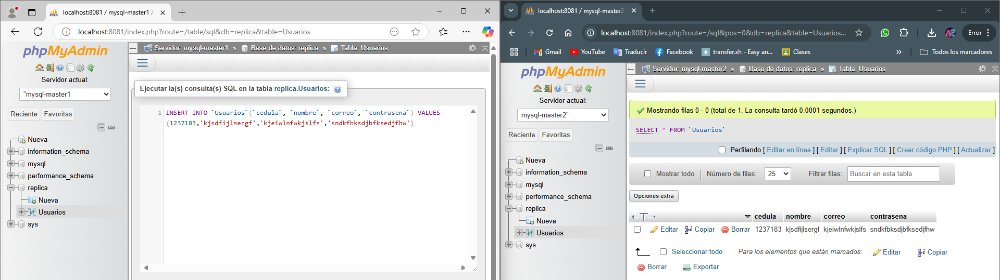 localhost:8081 / mysql-master1 /
localhost:8081/index.php?route=/table/sql&db=replica&table=Usuarios
phpMyAdmin
Servidor actual:
"mysql-master1
Reciente
Favoritas
Nueva
information_schema
mysql
performance_schema
replica
Nueva
Usuarios
sys
Servidor: mysql-master1 » Base de datos: replica » Tabla: Usuarios
Ejecutar la(s) consulta(s) SQL en la tabla replica.Usuarios:
1 INSERT INTO `Usuarios`(`cedula`, `nombre`, `correo`, `contrasena`) VALUES
(1237183,'kjsdfijlsergf','kjeiwlnfwkjslfs','sndkfbksdjbfksedjfhw')
localhost:8081 / mysql-master2
localhost:8081/index.php?route=/sql&pos=0&db=replica&table=Usuarios...
Error
Gmail
YouTube
Traducir
Facebook
transfer.sh - Easy an...
Clases
»
Todos los marcadores
phpMyAdmin
Servidor actual:
mysql-master2"
Reciente
Favoritas
Nueva
information_schema
mysql
performance_schema
replica
Nueva
Usuarios
sys
Servidor: mysql-master2 » Base de datos: replica » Tabla: Usuarios
Mostrando filas 0 - 0 (total de 1, La consulta tardó 0.0001 segundos.)
SELECT * FROM `Usuarios`
Perfilando [ Editar en línea ] [ Editar ] [ Explicar SQL ] [ Crear código PHP ] [ Actualizar ]
Mostrar todo | Número de filas: 25 Filtrar filas: Buscar en esta tabla
Opciones extra
cedula nombre correo contrasena
Editar Copiar Borrar 1237183 kjsdfijlsergf kjeiwlnfwkjslfs sndkfbksdjbfksedjfhw
Seleccionar todo Para los elementos que están marcados: Editar Copiar
Borrar Exportar